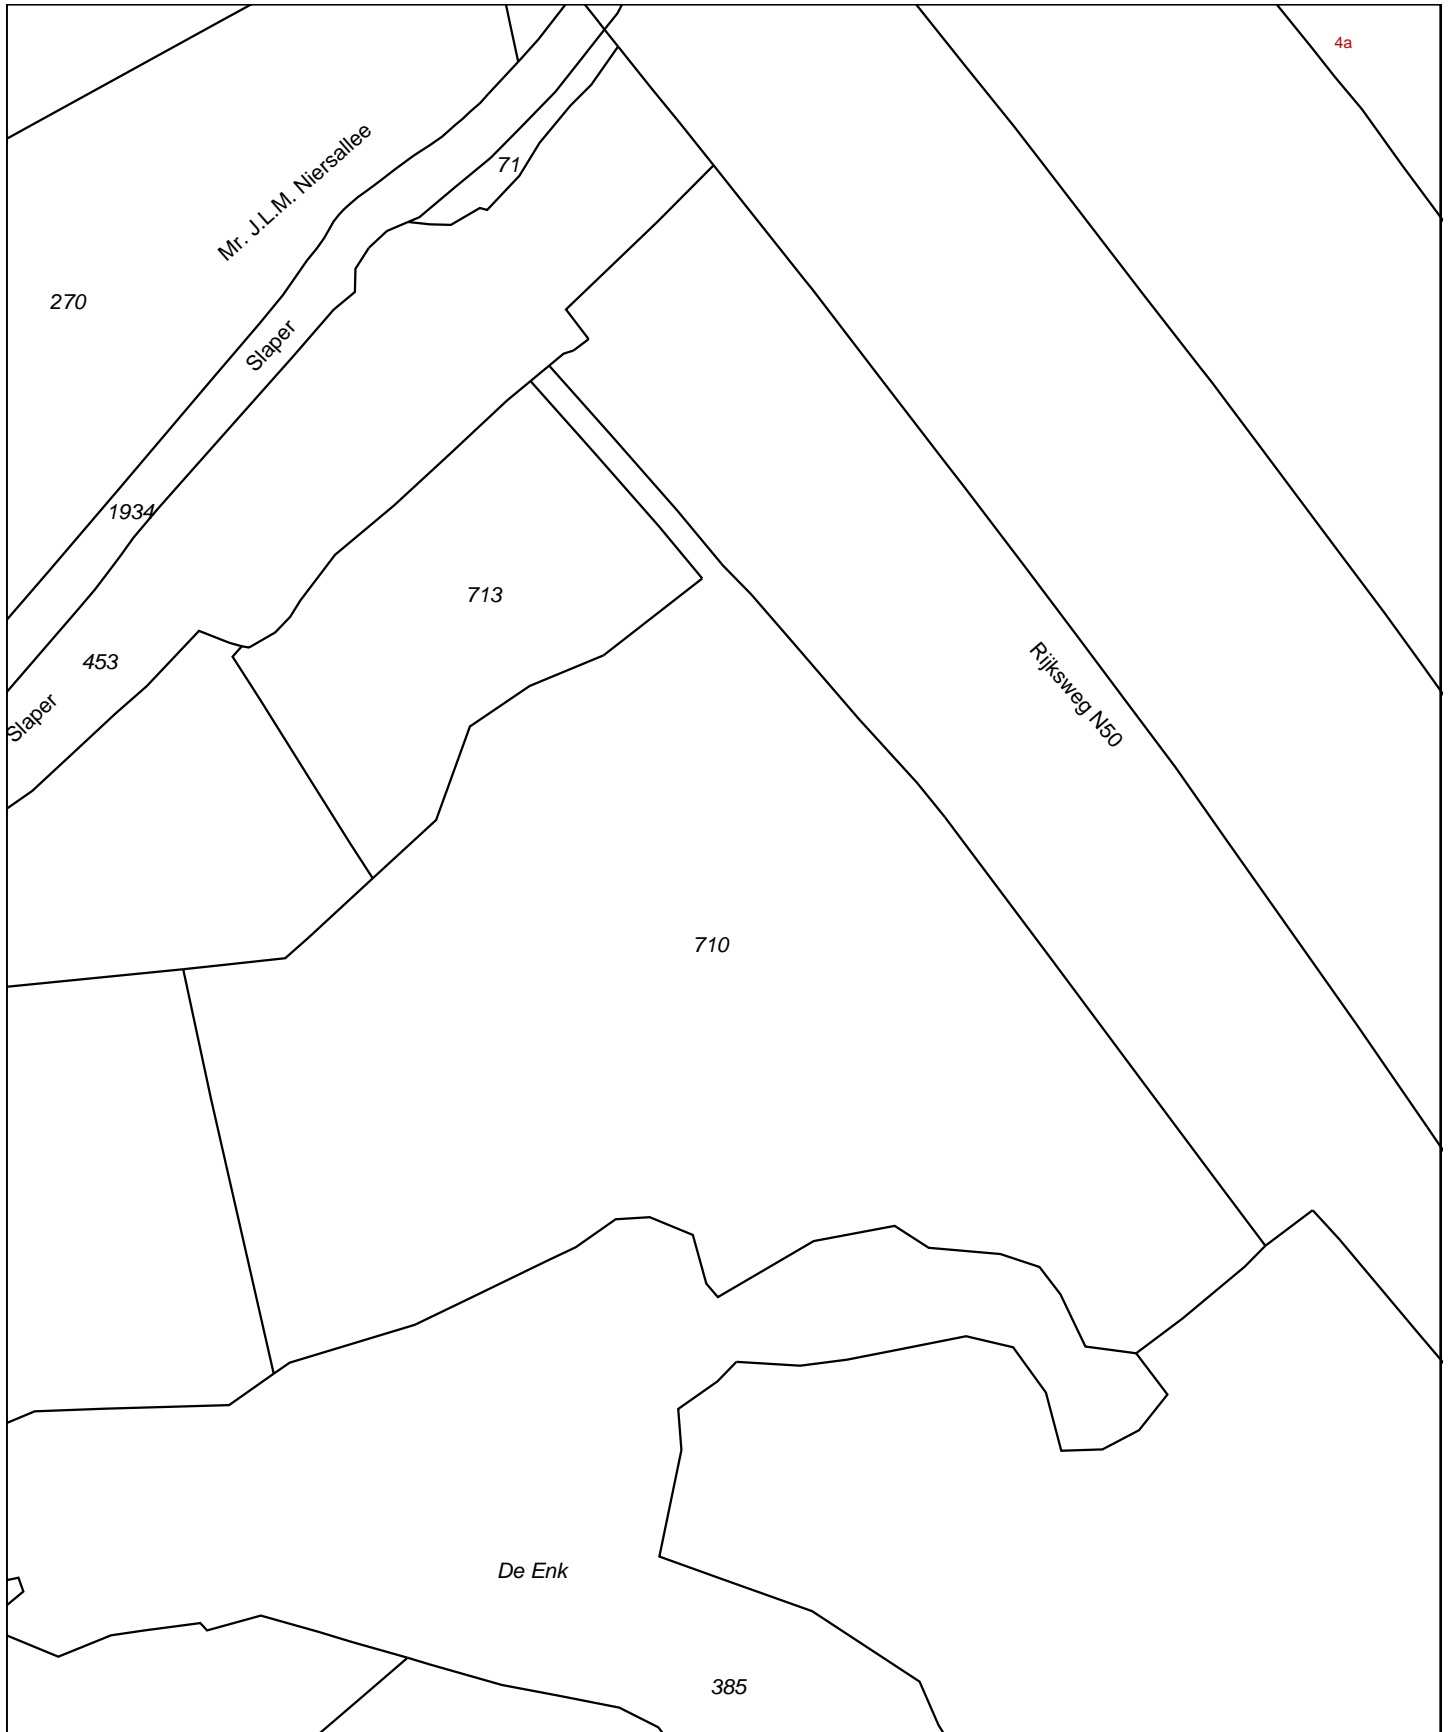 4a
Mr. J.L.M. Niersallee
71
270
Slaper
1934
713
453
Slaper
Rijksweg N50
710
De Enk
385